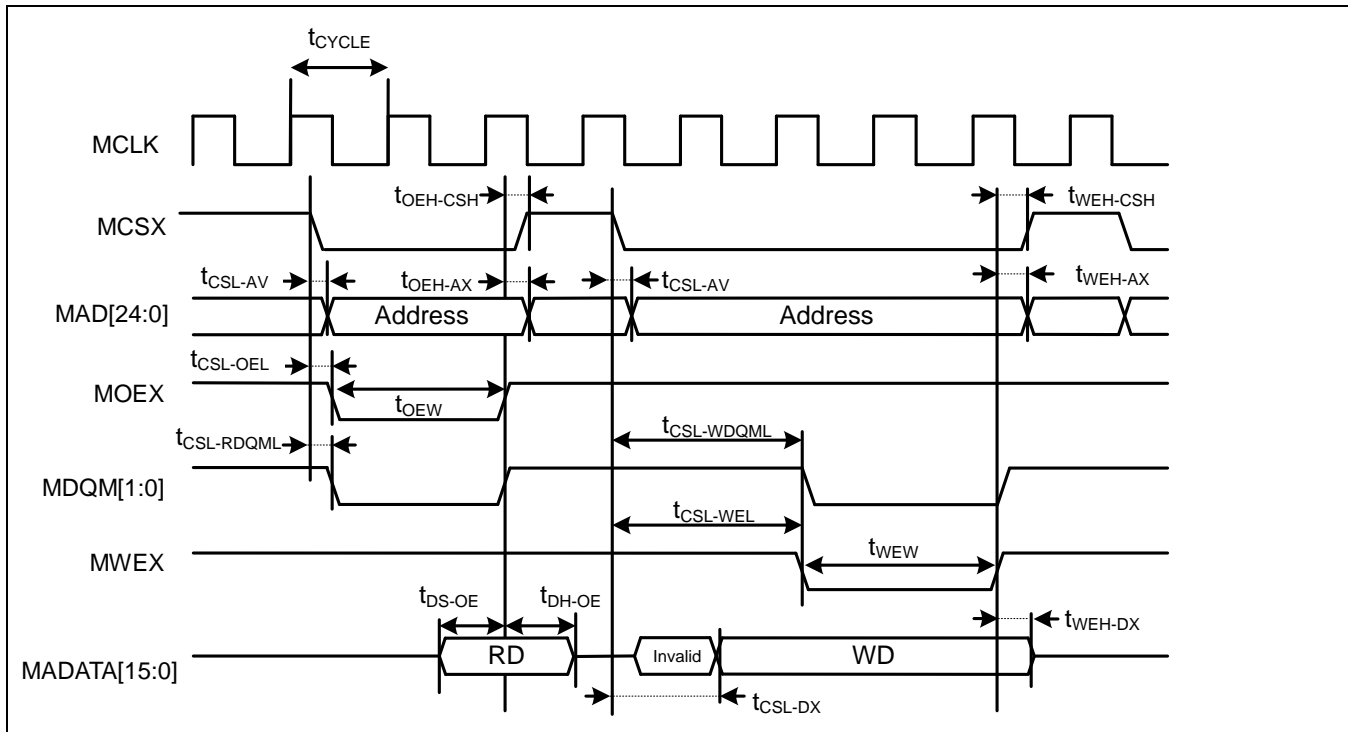 tCYCLE
MCLK
tOEH-CSH
tWEH-CSH
MCSX
tCSL-AV
tOEH-AX
tCSL-AV
tWEH-AX
MAD[24:0]
Address
Address
tCSL-OEL
MOEX
tOEW
tCSL-WDQML
tCSL-RDQML
MDQM[1:0]
tCSL-WEL
MWEX
tWEW
tDS-OE
tDH-OE
tWEH-DX
MADATA[15:0]
RD
Invalid
WD
tCSL-DX